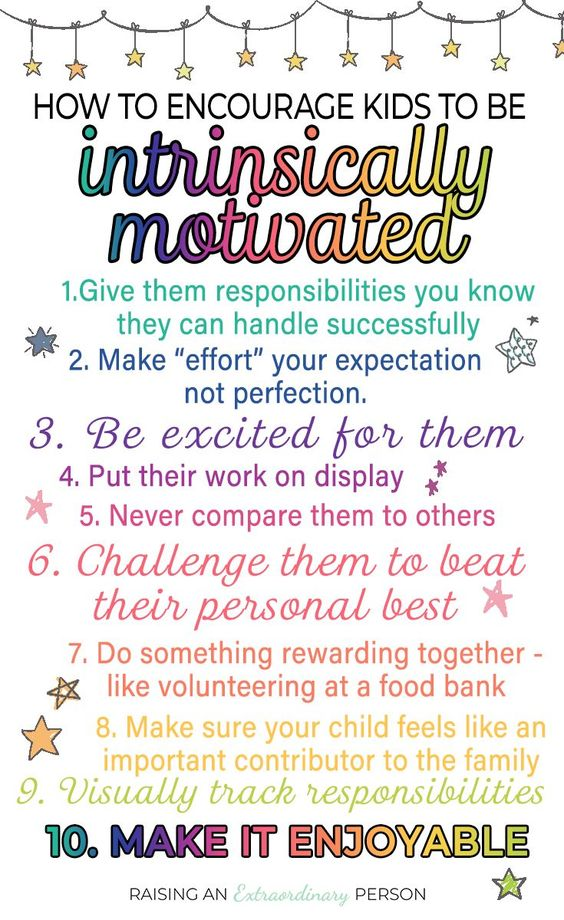 HOW TO ENCOURAGE KIDS TO BE
intrinsically
motivated
1.Give them responsibilities you know
they can handle successfully
2. Make “effort” your expectation
not perfection.
3. Be excited for them
4. Put their work on display
5. Never compare them to others
6. Challenge them to beat
their personal best
7. Do something rewarding together -
like volunteering at a food bank
8. Make sure your child feels like an
important contributor to the family
9. Visually track responsibilities
10. MAKE IT ENJOYABLE
RAISING AN Extraordinary PERSON